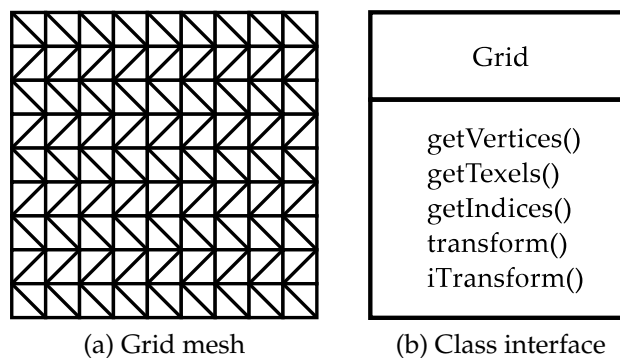 Grid
getVertices()
getTexels()
getIndices()
transform()
iTransform()
(a) Grid mesh
(b) Class interface